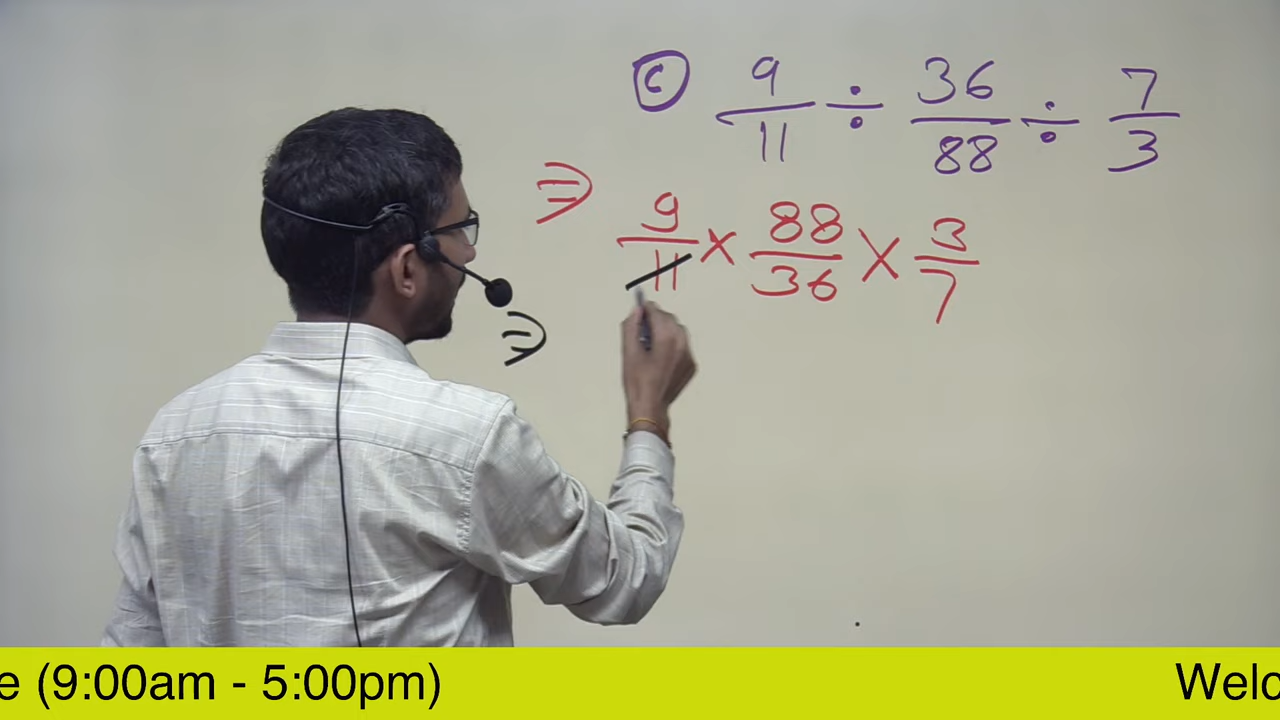 (c) 9/11 ÷ 36/88 ÷ 7/3
⇒ 9/11 × 88/36 × 3/7
⇒
e (9:00am - 5:00pm) Welc